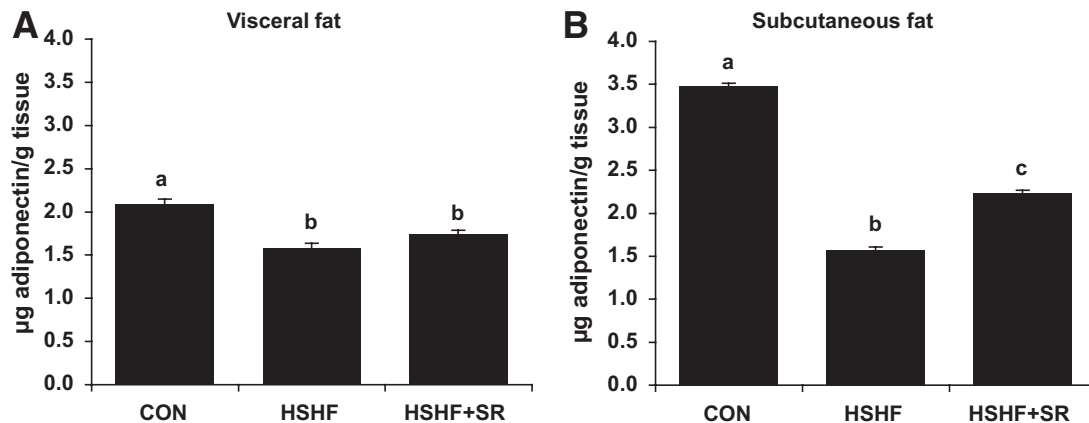 A
Visceral fat
µg adiponectin/g tissue
4.0
3.5
3.0
2.5
2.0
1.5
1.0
0.5
0.0
a
b
b
CON
HSHF
HSHF+SR
B
Subcutaneous fat
µg adiponectin/g tissue
4.0
3.5
3.0
2.5
2.0
1.5
1.0
0.5
0.0
a
b
c
CON
HSHF
HSHF+SR